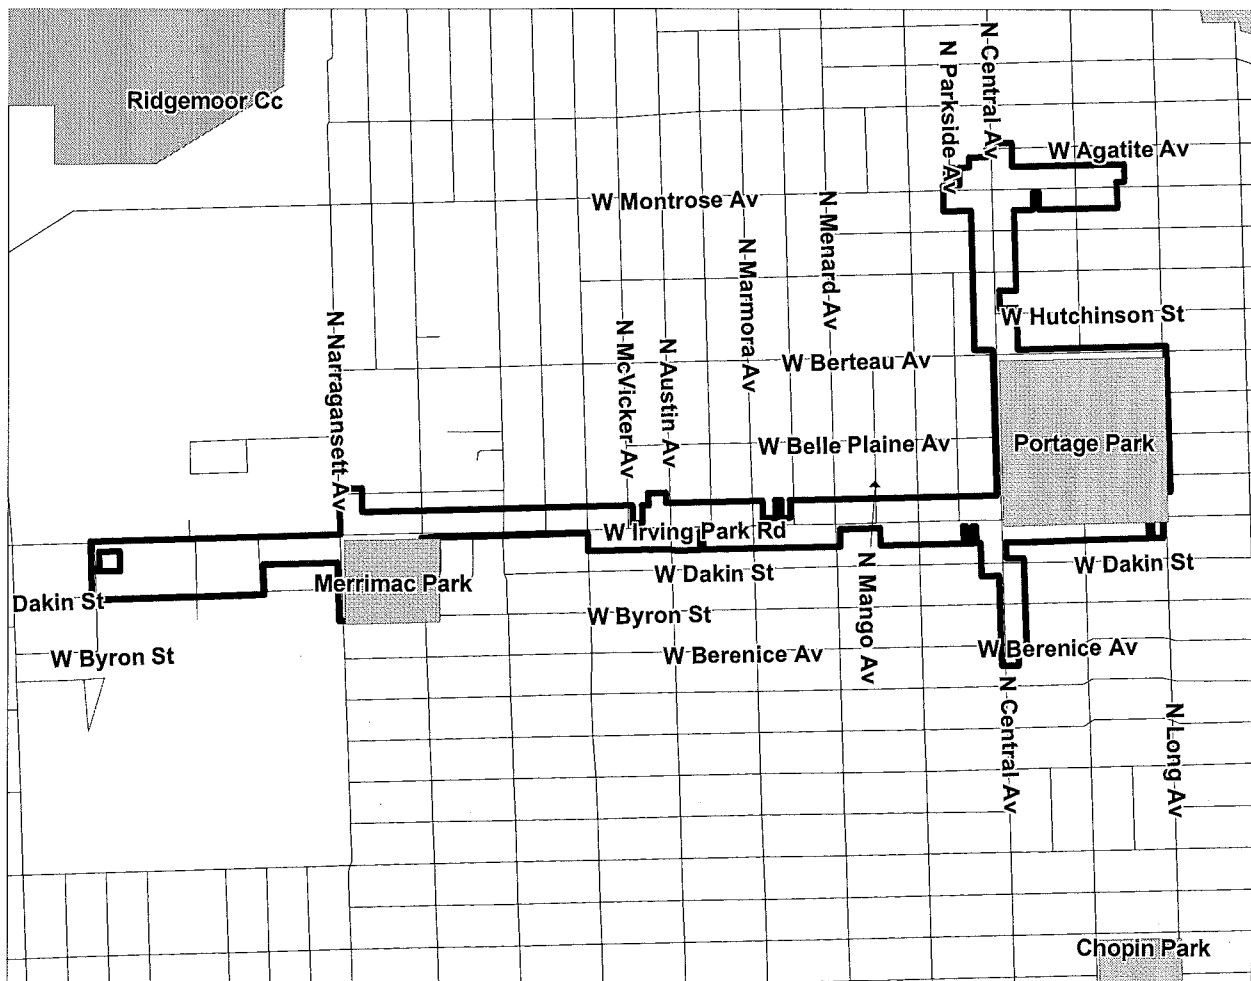 Ridgemoor Cc
N Central Av
N Parkside Av
W Agatite Av
W Montrose Av
N Menard Av
N Marmora Av
W Hutchinson St
N Narragansett Av
N McVicker Av
N Austin Av
W Berteau Av
W Belle Plaine Av
Portage Park
W Irving Park Rd
W Dakin St
W Dakin St
Merrimac Park
Dakin St
N Mango Av
W Byron St
W Byron St
W Berenice Av
W Berenice Av
N Central Av
N Long Av
Chopin Park